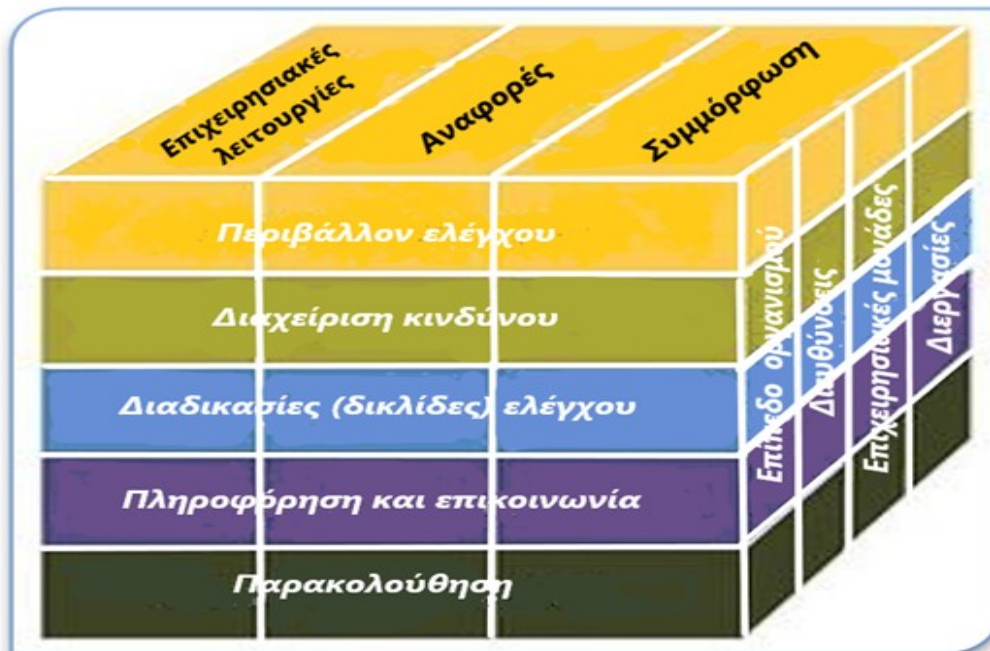 Επιχειρησιακές
λειτουργίες
Αναφορές
Συμμόρφωση
Περιβάλλον ελέγχου
Διαχείριση κινδύνου
Διαδικασίες (δικλίδες) ελέγχου
Πληροφόρηση και επικοινωνία
Παρακολούθηση
Επίπεδο οργανισμού
Διευθύνσεις
Επιχειρησιακές μονάδες
Διεργασίες